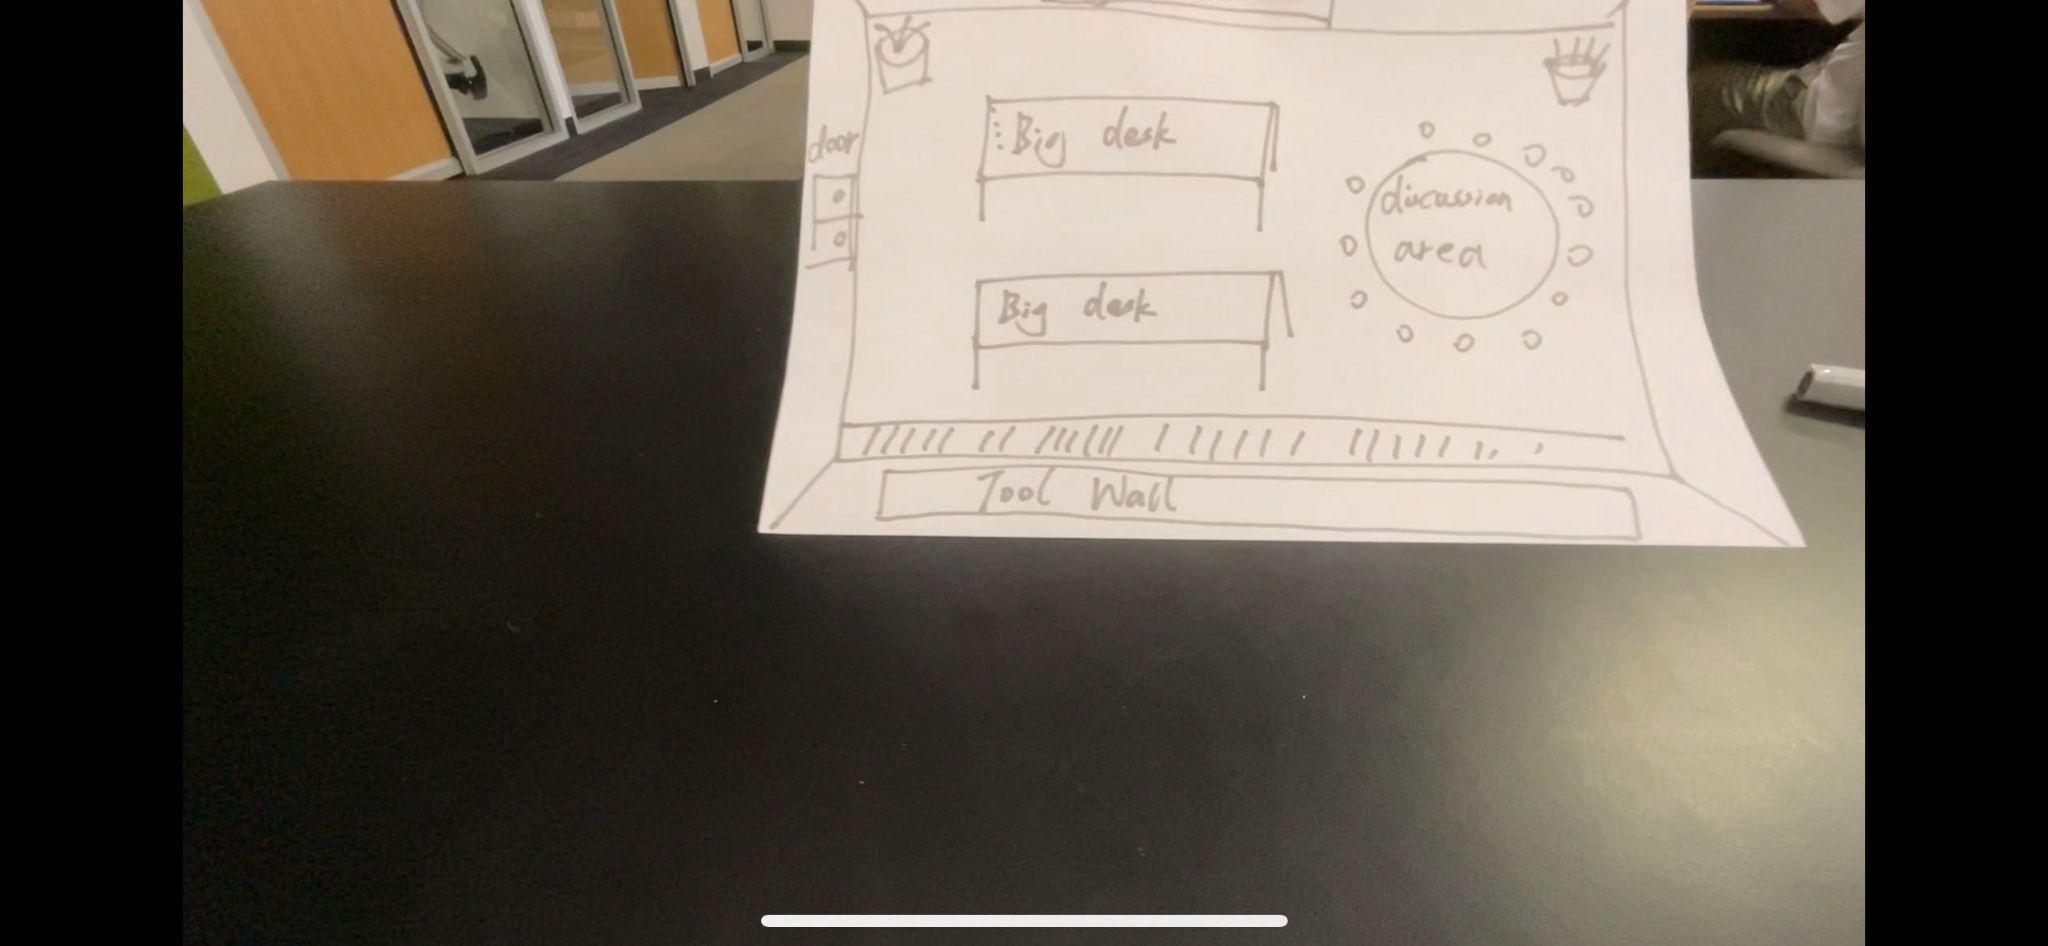 door
Big desk
discussion
area
Big desk
Tool Wall